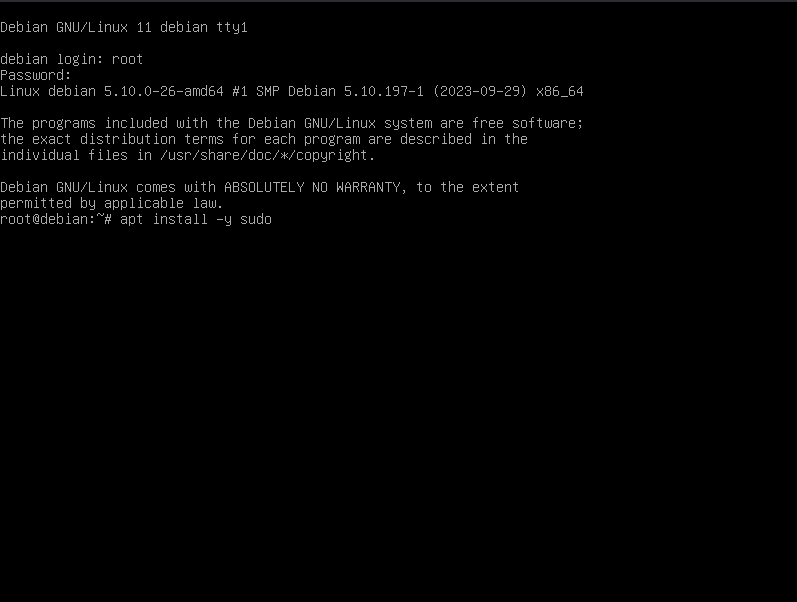 Debian GNU/Linux 11 debian tty1
debian login: root
Password:
Linux debian 5.10.0-26-amd64 #1 SMP Debian 5.10.197-1 (2023-09-29) x86_64
The programs included with the Debian GNU/Linux system are free software;
the exact distribution terms for each program are described in the
individual files in /usr/share/doc/*/copyright.
Debian GNU/Linux comes with ABSOLUTELY NO WARRANTY, to the extent
permitted by applicable law.
root@debian:~# apt install -y sudo